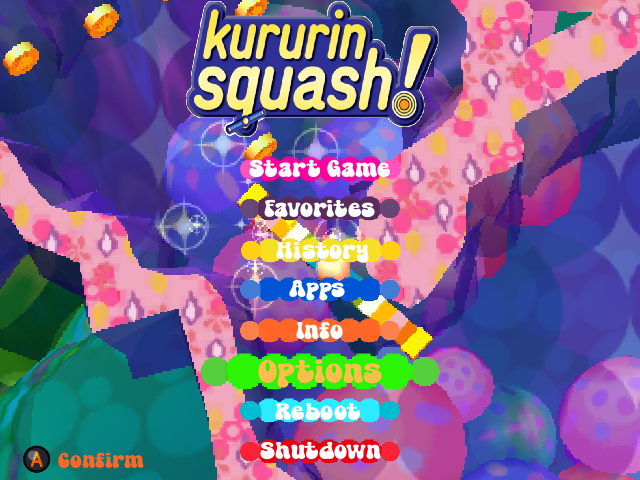 kururin
squash!
Start Game
Favorites
History
Apps
Info
Options
Reboot
Shutdown
A Confirm